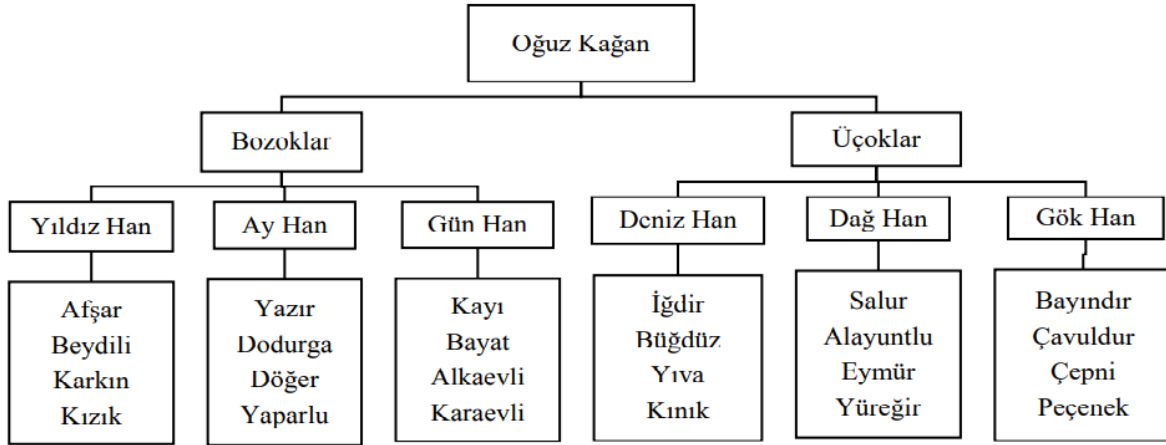 Oğuz Kağan
Bozoklar
Üçoklar
Yıldız Han
Ay Han
Gün Han
Deniz Han
Dağ Han
Gök Han
Afşar
Beydili
Karkın
Kızık
Yazır
Dodurga
Döğer
Yaparlu
Kayı
Bayat
Alkaevli
Karaevli
İğdir
Büğdüz
Yıva
Kınık
Salur
Alayuntlu
Eymür
Yüreğir
Bayındır
Çavuldur
Çepni
Peçenek